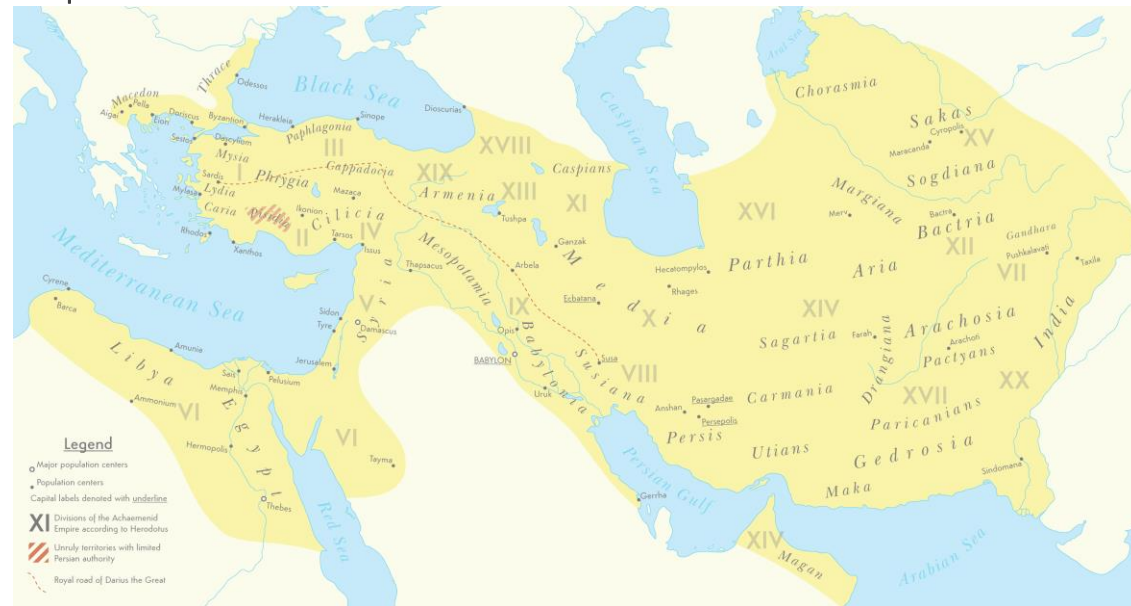 Thrace
Odessos
Black Sea
Dioscurias
Macedon
Pella
Aigai
Eion
Doriscus
Byzantion
Herakleia
Sinope
Paphlagonia
Sestos
Dascylium
Mysia
III
XVIII
I
Sardis
Phrygia
Cappadocia
XIX
Armenia
Caspians
XIII
XI
Mylasa
Lydia
Mazaca
Tushpa
Caria
Ikonion
Cilicia
II
IV
Tarsos
Issus
Rhodos
Xanthos
Ganzak
Caspian Sea
Aral Sea
Chorasmia
Sakas
Cyropolis
XV
Maracanda
Sogdiana
Margiana
XVI
Merv
Bactra
Bactria
XII
Gandhara
Pushkalavati
VII
Taxila
Mediterranean Sea
Cyrene
Barca
Thapsacus
Mesopotamia
Arbela
Media
Hecatompylos
Rhages
Parthia
Aria
Ecbatana
X
XIV
Sagartia
Farah
Arachosia
Arachoti
Pactyans
India
V
Syria
Sidon
Damascus
Tyre
IX
Opis
Babylonia
BABYLON
Susa
Susiana
VIII
Drangiana
XX
XVII
Libya
Amunia
Jerusalem
Sais
Pelusium
Memphis
Uruk
Anshan
Pasargadae
Persepolis
Carmania
Paricanians
Ammonium
VI
Egypt
VI
Persis
Utians
Gedrosia
Sindomana
Hermopolis
Tayma
Maka
Persian Gulf
Gerrha
Thebes
Red Sea
XIV
Magan
Arabian Sea
Legend
Major population centers
Population centers
Capital labels denoted with underline
XI Divisions of the Achaemenid
Empire according to Herodotus
Unruly territories with limited
Persian authority
Royal road of Darius the Great